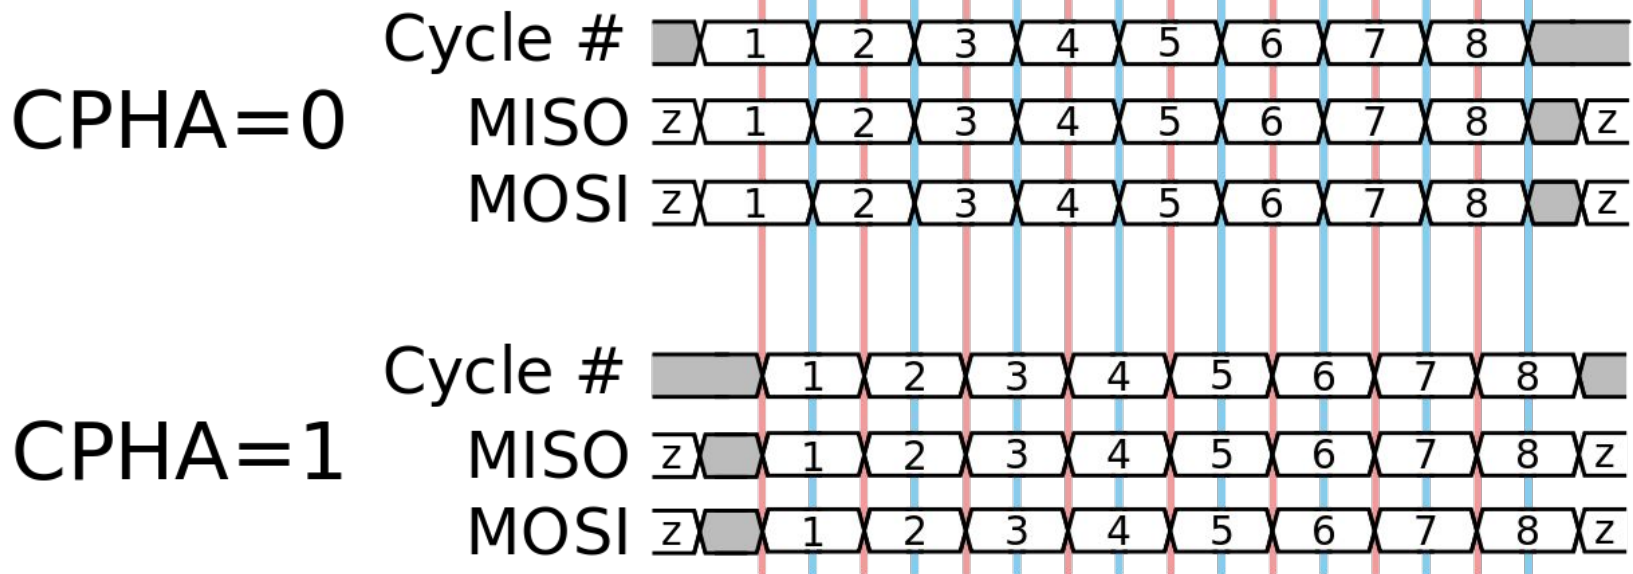 Cycle # 1 2 3 4 5 6 7 8
CPHA=0
MISO z 1 2 3 4 5 6 7 8 z
MOSI z 1 2 3 4 5 6 7 8 z
Cycle # 1 2 3 4 5 6 7 8
CPHA=1
MISO z 1 2 3 4 5 6 7 8 z
MOSI z 1 2 3 4 5 6 7 8 z